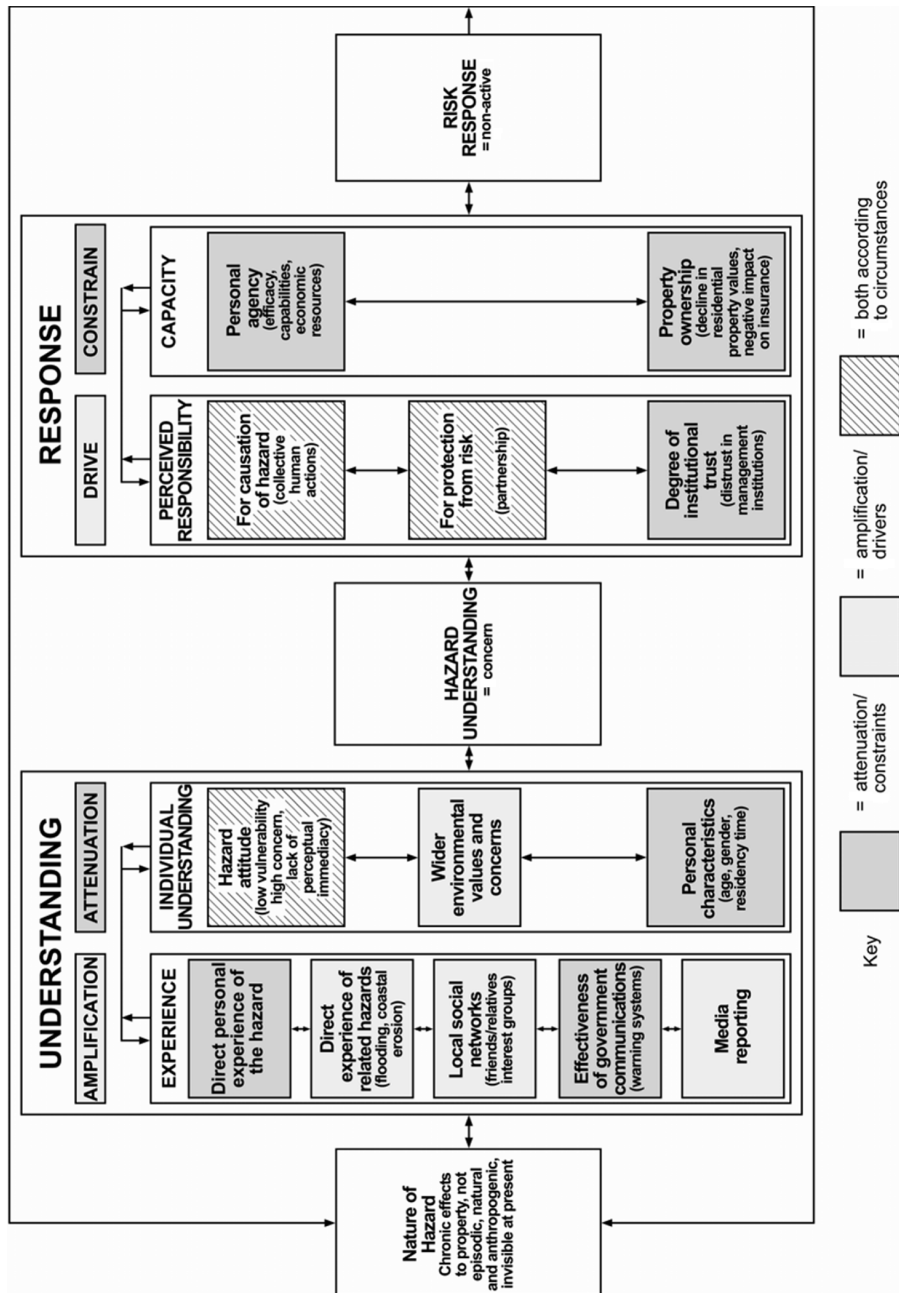 Nature of
Hazard
Chronic effects
to property, not
episodic, natural
and anthropogenic,
invisible at present
UNDERSTANDING
AMPLIFICATION
ATTENUATION
EXPERIENCE
Direct personal
experience of
the hazard
Direct
exprience of
related hazards
(flooding, coastal
erosion)
Local social
networks
(friends/relatives
interest groups)
Effectiveness
of government
communications
(warning systems)
Media
reporting
INDIVIDUAL
UNDERSTANDING
Hazard
attitude
(low vulnerability
high concern,
lack of
perceptual
immediacy)
Wider
environmental
values and
concerns
Personal
characteristics
(age, gender,
residency time)
HAZARD
UNDERSTANDING
= concern
RESPONSE
DRIVE
CONSTRAIN
PERCEIVED
RESPONSIBILITY
For causation
of hazard
(collective
human
actions)
For protection
from risk
(partnership)
Degree of
institutional
trust
(distrust in
management
institutions)
CAPACITY
Personal
agency
(efficacy,
capabilities,
economic
resources)
Property
ownership
(decline in
residential
property values,
negative impact
on insurance)
RISK
RESPONSE
= non-active
Key
= attenuation/
constraints
= amplification/
drivers
= both according
to circumstances